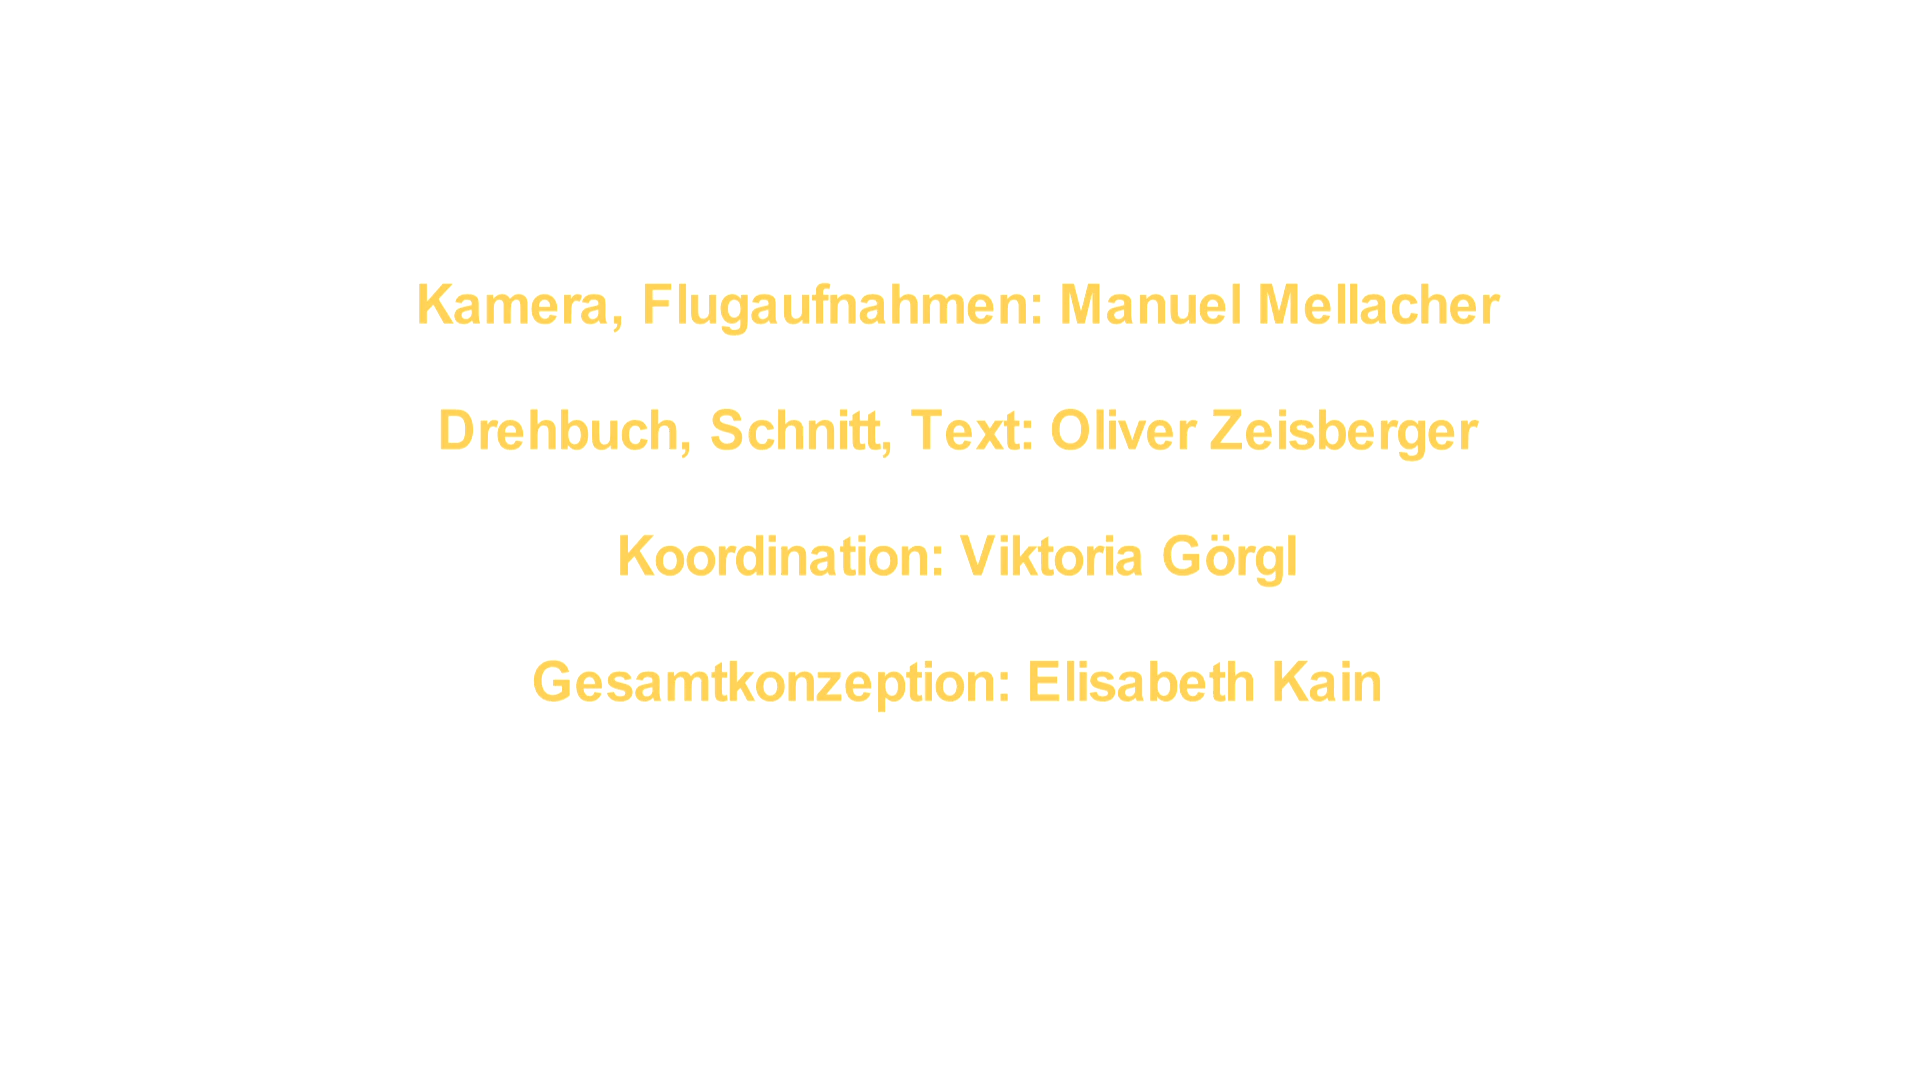 Kamera, Flugaufnahmen: Manuel Mellacher
Drehbuch, Schnitt, Text: Oliver Zeisberger
Koordination: Viktoria Görgl
Gesamtkonzeption: Elisabeth Kain